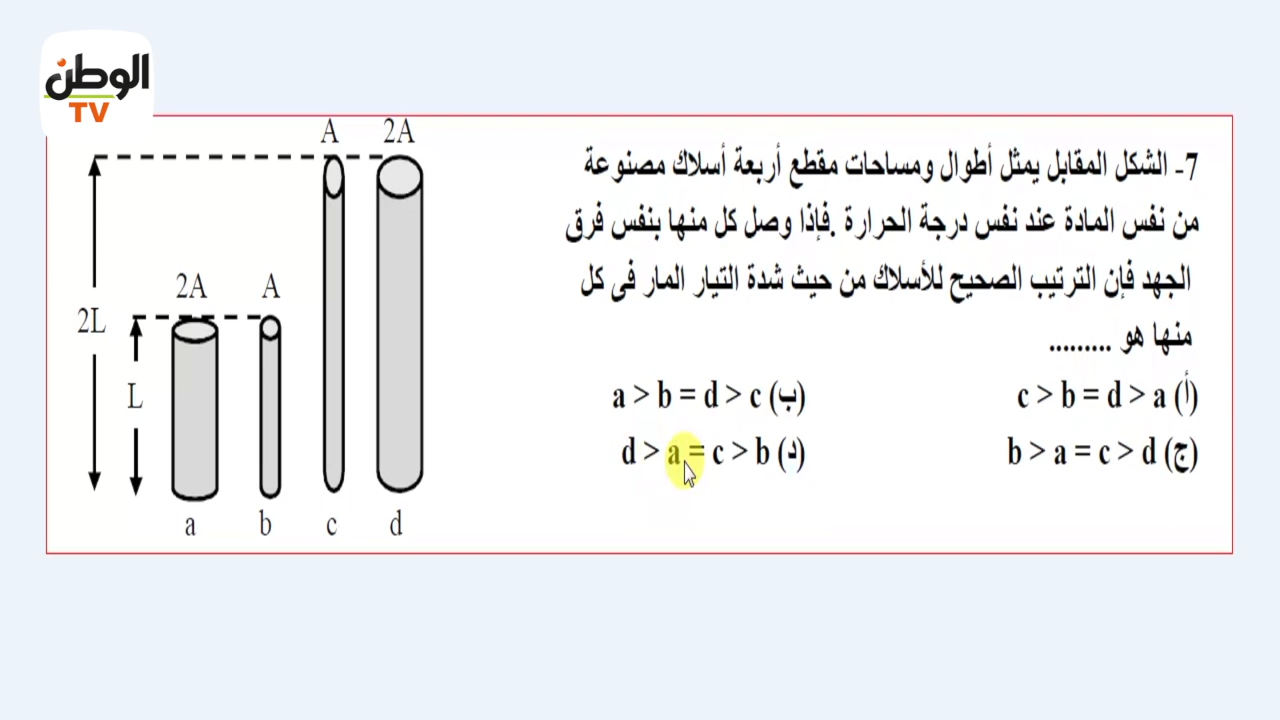 الوطن
TV
7- الشكل المقابل يمثل أطوال ومساحات مقطع أربعة أسلاك مصنوعة
من نفس المادة عند نفس درجة الحرارة .فإذا وصل كل منها بنفس فرق
الجهد فإن الترتيب الصحيح للأسلاك من حيث شدة التيار المار فى كل
منها هو .........
(أ) c > b = d > a
(ب) a > b = d > c
(ج) b > a = c > d
(د) d > a = c > b
A 2A
2A A
2L
L
a b c d